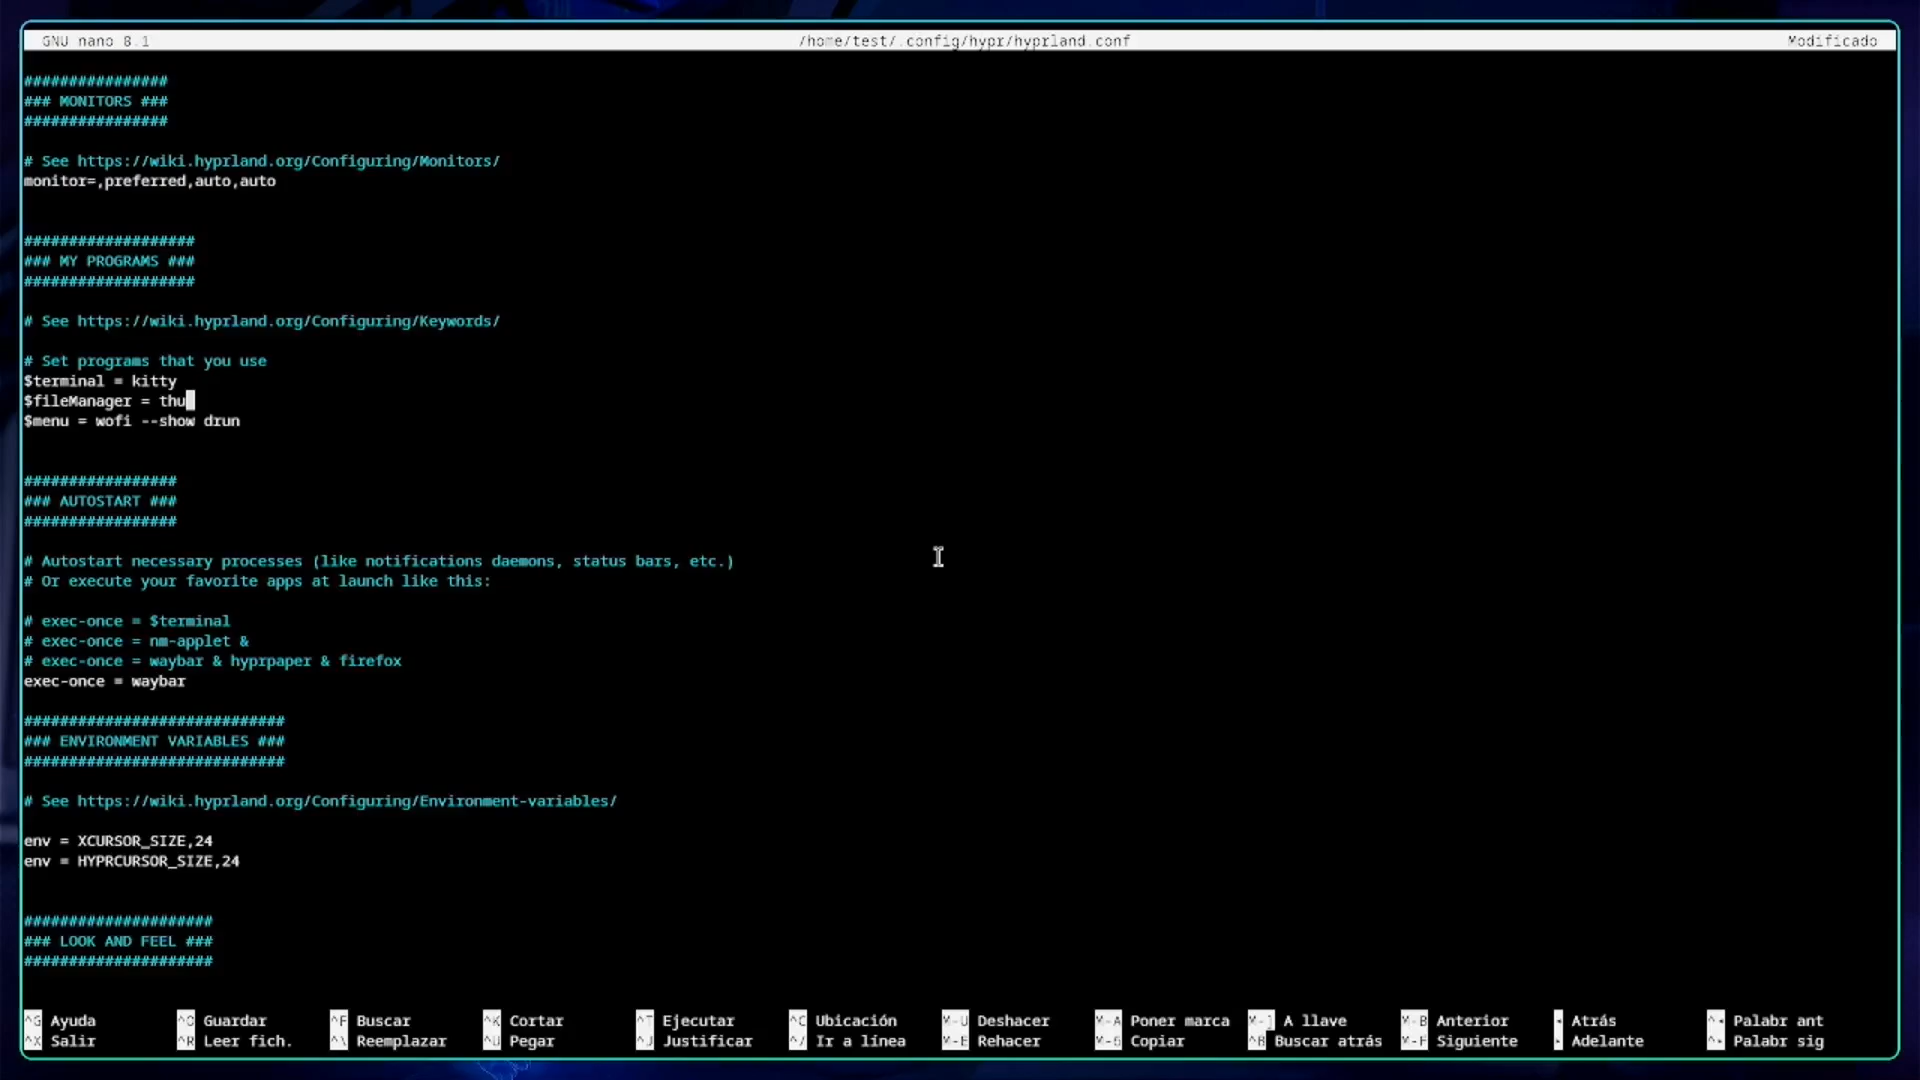 GNU nano 8.1 /home/test/.config/hypr/hyprland.conf Modificado
################
### MONITORS ###
################
# See https://wiki.hyprland.org/Configuring/Monitors/
monitor=,preferred,auto,auto
###################
### MY PROGRAMS ###
###################
# See https://wiki.hyprland.org/Configuring/Keywords/
# Set programs that you use
$terminal = kitty
$fileManager = thu
$menu = wofi --show drun
#################
### AUTOSTART ###
#################
# Autostart necessary processes (like notifications daemons, status bars, etc.)
# Or execute your favorite apps at launch like this:
# exec-once = $terminal
# exec-once = nm-applet &
# exec-once = waybar & hyprpaper & firefox
exec-once = waybar
#############################
### ENVIRONMENT VARIABLES ###
#############################
# See https://wiki.hyprland.org/Configuring/Environment-variables/
env = XCURSOR_SIZE,24
env = HYPRCURSOR_SIZE,24
#####################
### LOOK AND FEEL ###
#####################
^G Ayuda ^O Guardar ^F Buscar ^K Cortar ^T Ejecutar ^C Ubicación M-U Deshacer M-A Poner marca M-] A llave M-B Anterior ◂ Atrás ^◂ Palabr ant
^X Salir ^R Leer fich. ^\ Reemplazar ^U Pegar ^J Justificar ^/ Ir a línea M-E Rehacer M-6 Copiar ^B Buscar atrás M-F Siguiente ▸ Adelante ^▸ Palabr sig